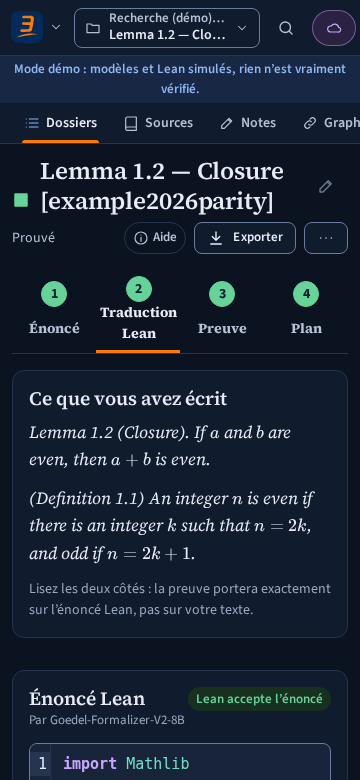 Recherche (démo)...
Lemma 1.2 — Clo...
Mode démo : modèles et Lean simulés, rien n’est vraiment
vérifié.
Dossiers Sources Notes Graph
Lemma 1.2 — Closure
[example2026parity]
Prouvé Aide Exporter ...
1 2 3 4
Énoncé Traduction Lean Preuve Plan
Ce que vous avez écrit
Lemma 1.2 (Closure). If a and b are
even, then a + b is even.
(Definition 1.1) An integer n is even if
there is an integer k such that n = 2k,
and odd if n = 2k + 1.
Lisez les deux côtés : la preuve portera exactement
sur l’énoncé Lean, pas sur votre texte.
Énoncé Lean Lean accepte l’énoncé
Par Goedel-Formalizer-V2-8B
1 import Mathlib